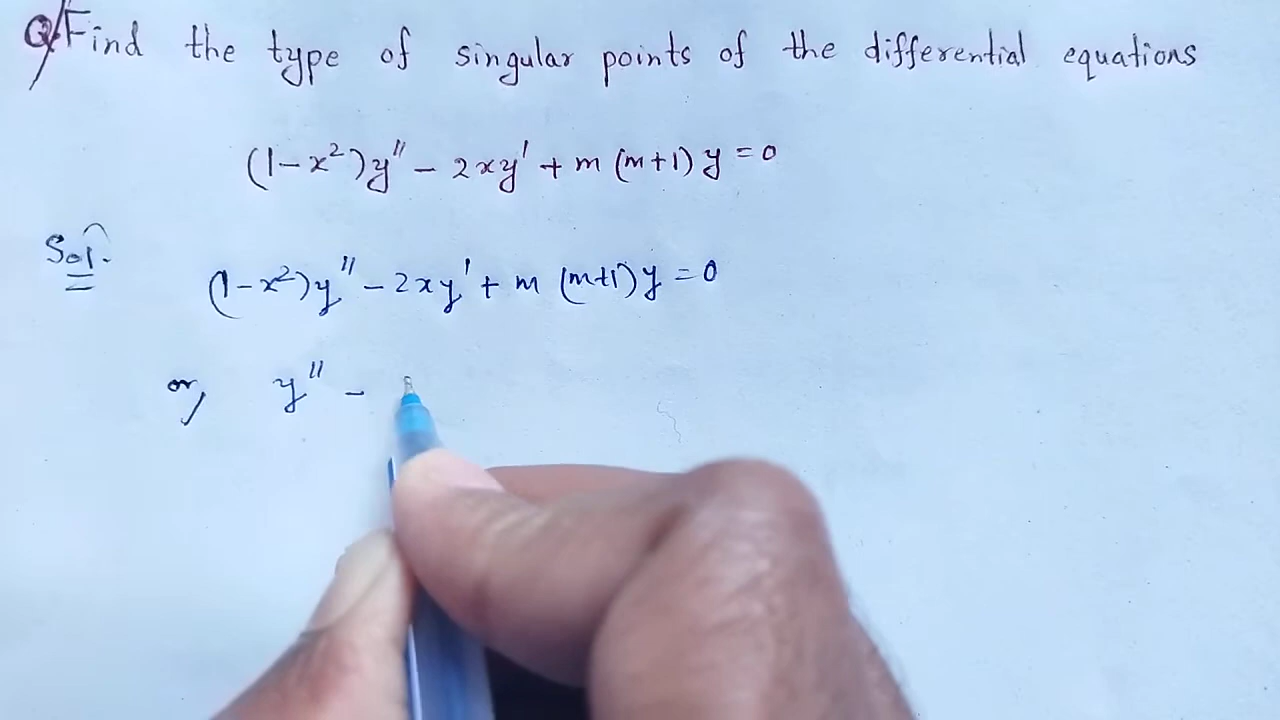 Q/ Find the type of singular points of the differential equations
(1-x²)y'' - 2xy' + m(m+1)y = 0
Sol.
(1-x²)y'' - 2xy' + m(m+1)y = 0
or, y'' -